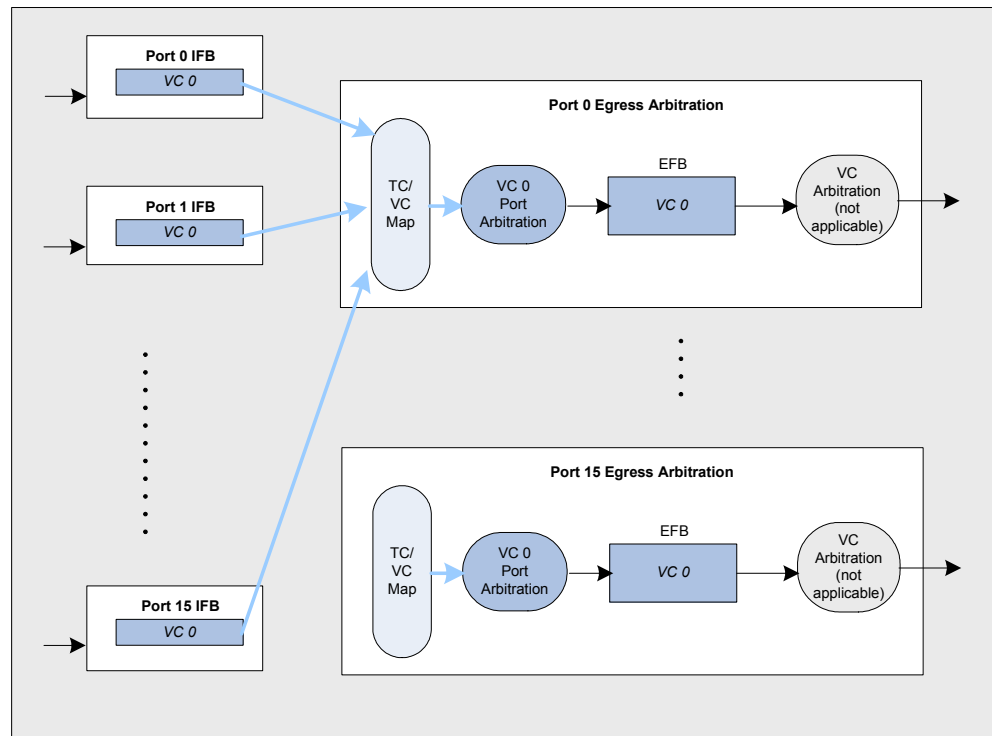 Port 0 IFB
VC 0
Port 1 IFB
VC 0
Port 15 IFB
VC 0
Port 0 Egress Arbitration
TC/
VC
Map
VC 0
Port
Arbitration
EFB
VC 0
VC
Arbitration
(not
applicable)
Port 15 Egress Arbitration
TC/
VC
Map
VC 0
Port
Arbitration
EFB
VC 0
VC
Arbitration
(not
applicable)